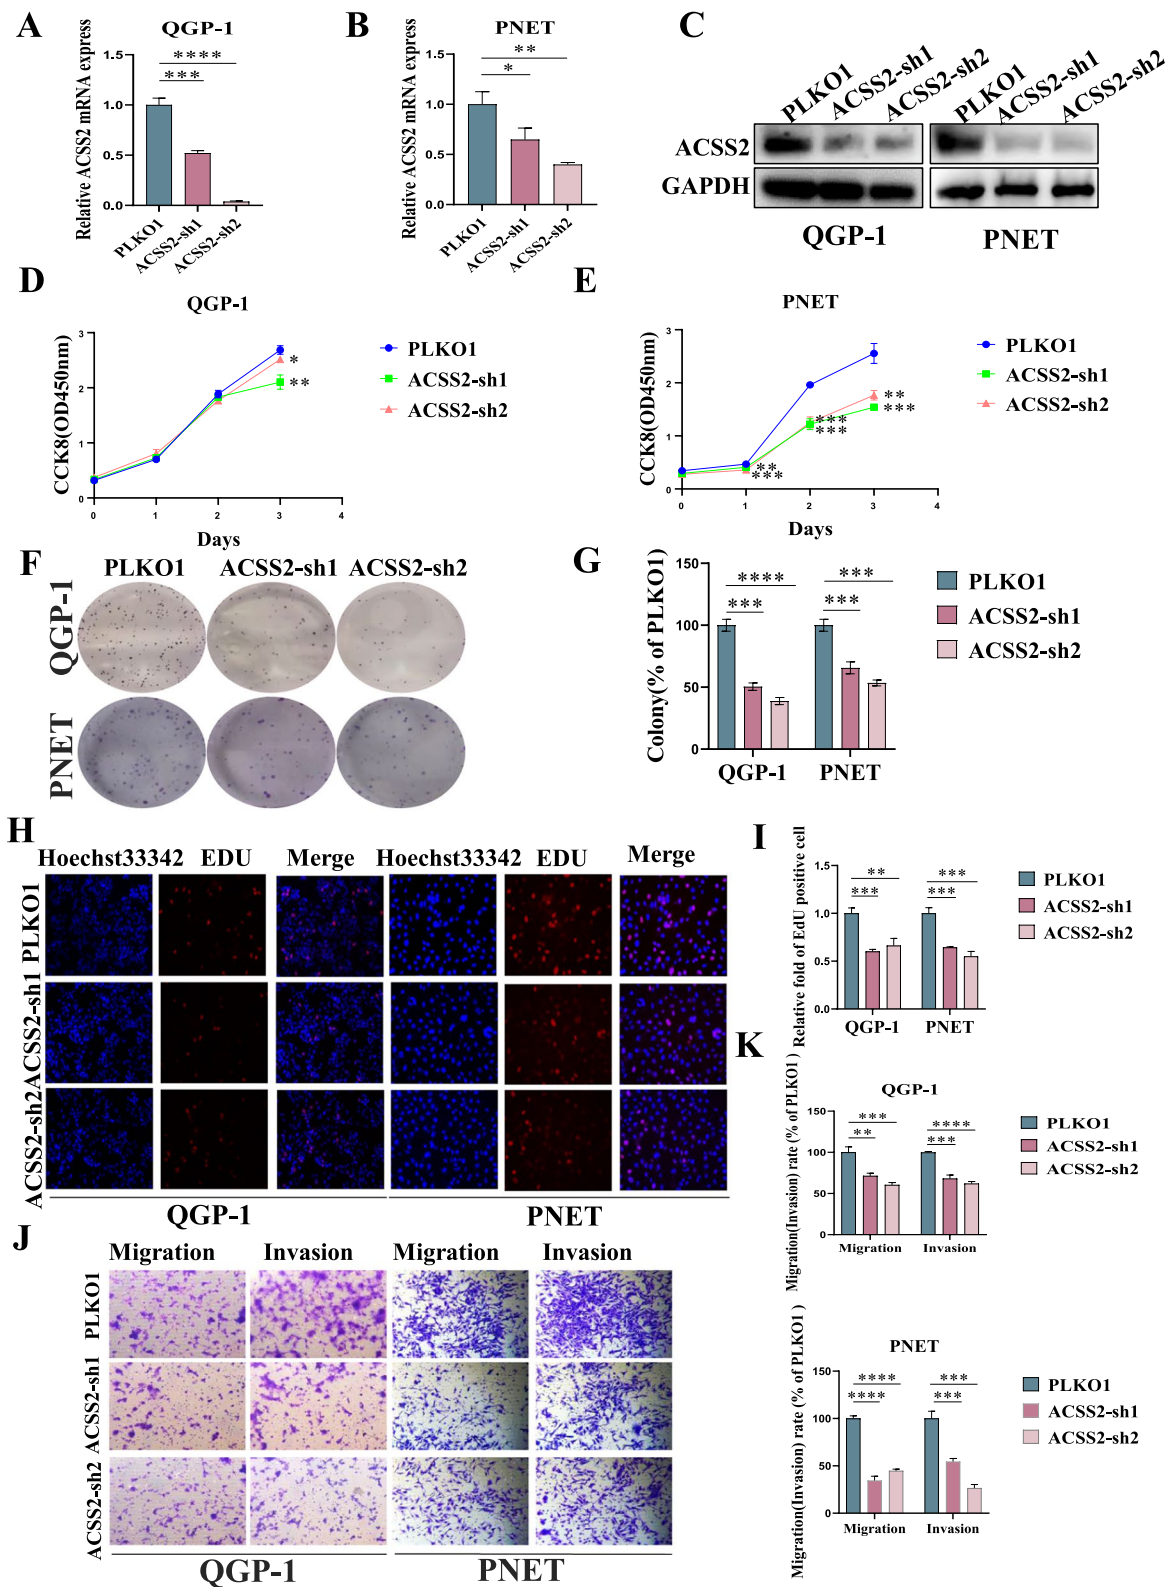 A
QGP-1
Relative ACSS2 mRNA express
1.5
1.0
0.5
0.0
****
***
PLKO1
ACSS2-sh1
ACSS2-sh2
B
PNET
Relative ACSS2 mRNA express
1.5
1.0
0.5
0.0
**
*
PLKO1
ACSS2-sh1
ACSS2-sh2
C
PLKO1
ACSS2-sh1
ACSS2-sh2
PLKO1
ACSS2-sh1
ACSS2-sh2
ACSS2
GAPDH
QGP-1
PNET
D
QGP-1
CCK8(OD450nm)
3
2
1
0
0 1 2 3 4
Days
*
**
PLKO1
ACSS2-sh1
ACSS2-sh2
E
PNET
CCK8(OD450nm)
3
2
1
0
0 1 2 3 4
Days
**
***
***
***
**
***
PLKO1
ACSS2-sh1
ACSS2-sh2
F
PLKO1 ACSS2-sh1 ACSS2-sh2
QGP-1
PNET
G
Colony(% of PLKO1)
150
100
50
0
****
***
***
***
QGP-1 PNET
PLKO1
ACSS2-sh1
ACSS2-sh2
H
Hoechst33342 EDU Merge Hoechst33342 EDU Merge
PLKO1
ACSS2-sh1
ACSS2-sh2
QGP-1 PNET
I
Relative fold of EdU positive cell
1.5
1.0
0.5
0.0
**
***
***
***
QGP-1 PNET
PLKO1
ACSS2-sh1
ACSS2-sh2
J
Migration Invasion Migration Invasion
PLKO1
ACSS2-sh1
ACSS2-sh2
QGP-1 PNET
K
QGP-1
Migration(Invasion) rate (% of PLKO1)
150
100
50
0
***
**
****
***
Migration Invasion
PLKO1
ACSS2-sh1
ACSS2-sh2
PNET
Migration(Invasion) rate (% of PLKO1)
150
100
50
0
****
****
***
***
Migration Invasion
PLKO1
ACSS2-sh1
ACSS2-sh2